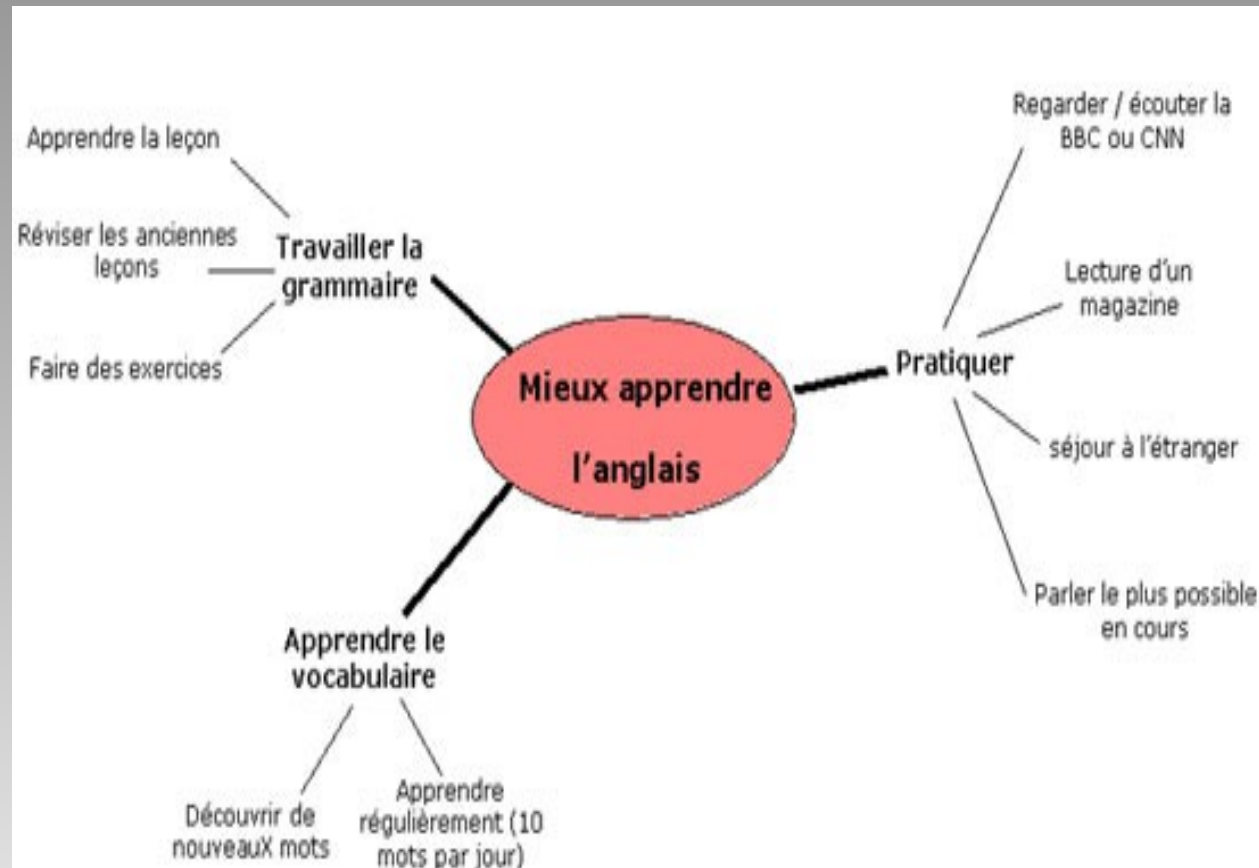 Mieux apprendre
l'anglais
Travailler la
grammaire
Apprendre la leçon
Réviser les anciennes
leçons
Faire des exercices
Pratiquer
Regarder / écouter la
BBC ou CNN
Lecture d'un
magazine
séjour à l'étranger
Parler le plus possible
en cours
Apprendre le
vocabulaire
Découvrir de
nouveauX mots
Apprendre
régulièrement (10
mots par jour)